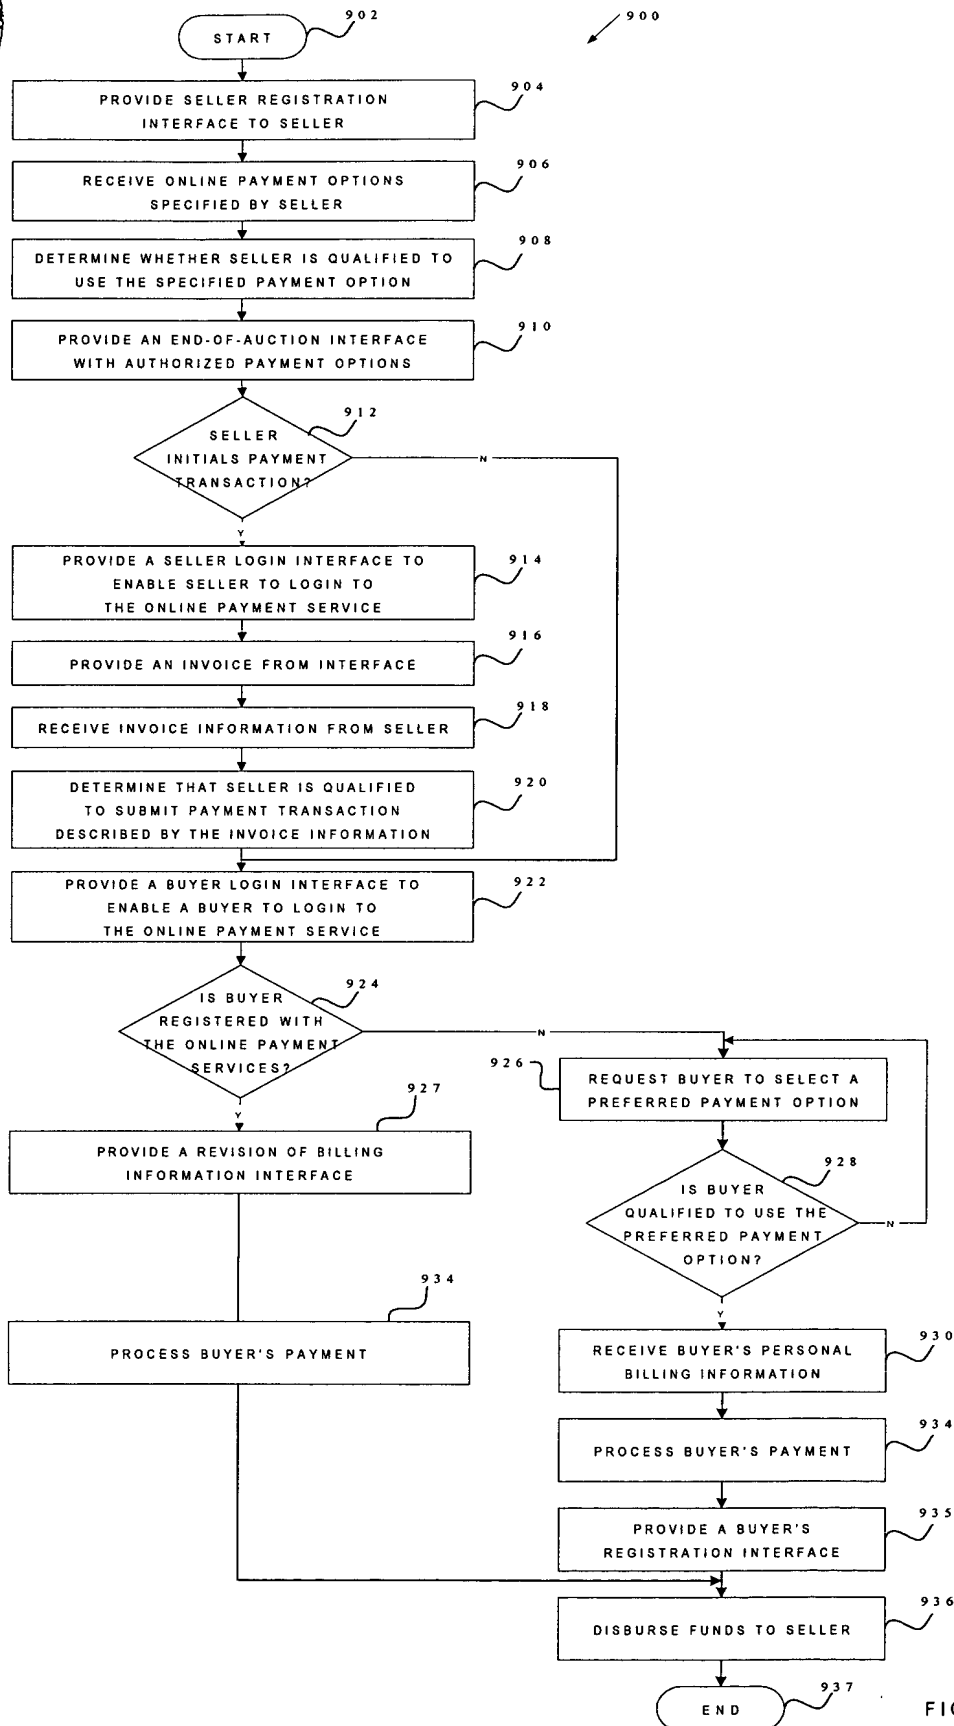 902
900
START
904
PROVIDE SELLER REGISTRATION
INTERFACE TO SELLER
906
RECEIVE ONLINE PAYMENT OPTIONS
SPECIFIED BY SELLER
908
DETERMINE WHETHER SELLER IS QUALIFIED TO
USE THE SPECIFIED PAYMENT OPTION
910
PROVIDE AN END-OF-AUCTION INTERFACE
WITH AUTHORIZED PAYMENT OPTIONS
912
SELLER
INITIALS PAYMENT
TRANSACTION?
N
Y
914
PROVIDE A SELLER LOGIN INTERFACE TO
ENABLE SELLER TO LOGIN TO
THE ONLINE PAYMENT SERVICE
916
PROVIDE AN INVOICE FROM INTERFACE
918
RECEIVE INVOICE INFORMATION FROM SELLER
920
DETERMINE THAT SELLER IS QUALIFIED
TO SUBMIT PAYMENT TRANSACTION
DESCRIBED BY THE INVOICE INFORMATION
922
PROVIDE A BUYER LOGIN INTERFACE TO
ENABLE A BUYER TO LOGIN TO
THE ONLINE PAYMENT SERVICE
924
IS BUYER
REGISTERED WITH
THE ONLINE PAYMENT
SERVICES?
N
Y
926
REQUEST BUYER TO SELECT A
PREFERRED PAYMENT OPTION
927
PROVIDE A REVISION OF BILLING
INFORMATION INTERFACE
928
IS BUYER
QUALIFIED TO USE THE
PREFERRED PAYMENT
OPTION?
N
Y
934
PROCESS BUYER'S PAYMENT
930
RECEIVE BUYER'S PERSONAL
BILLING INFORMATION
934
PROCESS BUYER'S PAYMENT
935
PROVIDE A BUYER'S
REGISTRATION INTERFACE
936
DISBURSE FUNDS TO SELLER
937
END
FIG